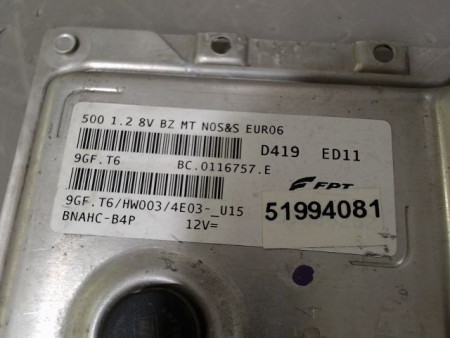 500 1.2 8V BZ MT NOS&S EURO6
D419 ED11
9GF.T6 BC.0116757.E
FPT
9GF.T6/HW003/4E03-_U15
51994081
BNAHC-B4P 12V=